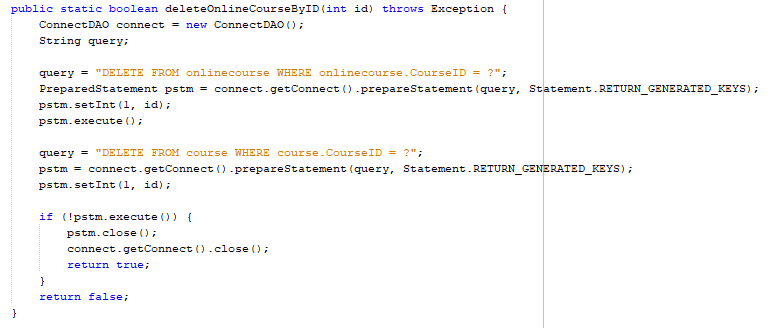 public static boolean deleteOnlineCourseByID(int id) throws Exception {
ConnectDAO connect = new ConnectDAO();
String query;
query = "DELETE FROM onlinecourse WHERE onlinecourse.CourseID = ?";
PreparedStatement pstm = connect.getConnect().prepareStatement(query, Statement.RETURN_GENERATED_KEYS);
pstm.setInt(1, id);
pstm.execute();
query = "DELETE FROM course WHERE course.CourseID = ?";
pstm = connect.getConnect().prepareStatement(query, Statement.RETURN_GENERATED_KEYS);
pstm.setInt(1, id);
if (!pstm.execute()) {
pstm.close();
connect.getConnect().close();
return true;
}
return false;
}